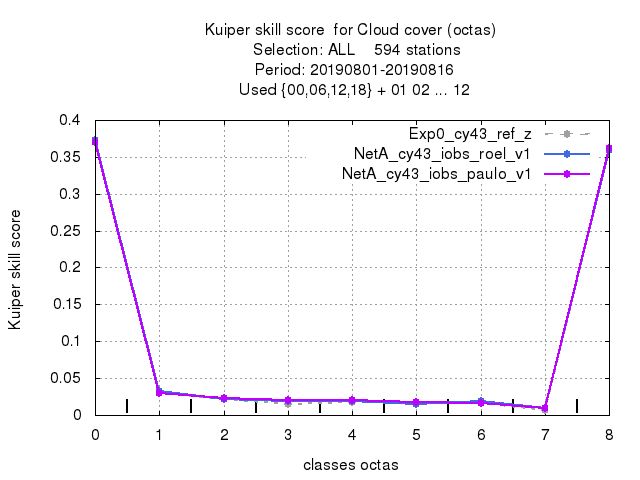 Kuiper skill score  for Cloud cover (octas)
Selection: ALL    594 stations
Period: 20190801-20190816
Used {00,06,12,18} + 01 02 ... 12
Exp0_cy43_ref_z
NetA_cy43_iobs_roel_v1
NetA_cy43_iobs_paulo_v1
Kuiper skill score
0.4
0.35
0.3
0.25
0.2
0.15
0.1
0.05
0
0 1 2 3 4 5 6 7 8
classes octas